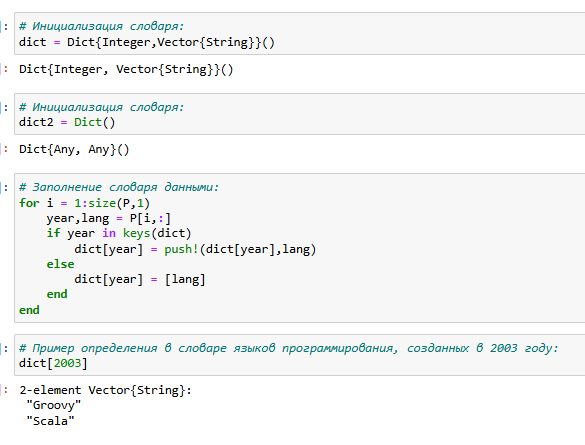 ]: # Инициализация словаря:
dict = Dict{Integer,Vector{String}}()
]: Dict{Integer, Vector{String}}()
]: # Инициализация словаря:
dict2 = Dict()
]: Dict{Any, Any}()
]: # Заполнение словаря данными:
for i = 1:size(P,1)
    year,lang = P[i,:]
    if year in keys(dict)
        dict[year] = push!(dict[year],lang)
    else
        dict[year] = [lang]
    end
end
]: # Пример определения в словаре языков программирования, созданных в 2003 году:
dict[2003]
]: 2-element Vector{String}:
 "Groovy"
 "Scala"